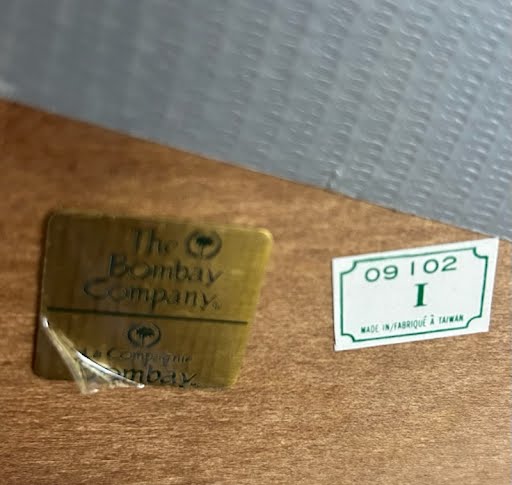 The
Bombay
Company.
La Compagnie
Bombay.
09102
I
MADE IN/FABRIQUÉ À TAIWAN